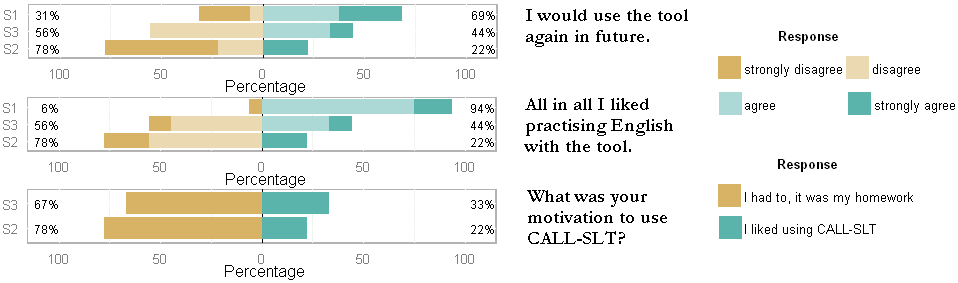 S1 31% 69%
S3 56% 44%
S2 78% 22%
100 50 0 50 100
Percentage
I would use the tool
again in future.
S1 6% 94%
S3 56% 44%
S2 78% 22%
100 50 0 50 100
Percentage
All in all I liked
practising English
with the tool.
S3 67% 33%
S2 78% 22%
100 50 0 50 100
Percentage
What was your
motivation to use
CALL-SLT?
Response
strongly disagree disagree
agree strongly agree
Response
I had to, it was my homework
I liked using CALL-SLT